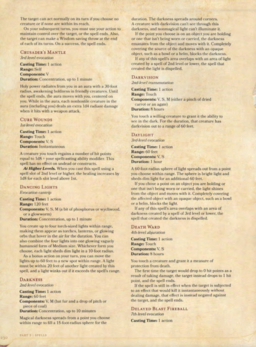 The target can act normally on its turn if you choose no
creature or if none are within its reach.
On your subsequent turns, you must use your action to
maintain control over the target, or the spell ends. Also,
the target can make a Wisdom saving throw at the end
of each of its turns. On a success, the spell ends.
Crusader's Mantle
3rd-level evocation
Casting Time: 1 action
Range: Self
Components: V
Duration: Concentration, up to 1 minute
Holy power radiates from you in an aura with a 30-foot
radius, awakening boldness in friendly creatures. Until
the spell ends, the aura moves with you, centered on
you. While in the aura, each nonhostile creature in the
aura (including you) deals an extra 1d4 radiant damage
when it hits with a weapon attack.
Cure Wounds
1st-level evocation
Casting Time: 1 action
Range: Touch
Components: V, S
Duration: Instantaneous
A creature you touch regains a number of hit points
equal to 1d8 + your spellcasting ability modifier. This
spell has no effect on undead or constructs.
At Higher Levels. When you cast this spell using a
spell slot of 2nd level or higher, the healing increases by
1d8 for each slot level above 1st.
Dancing Lights
Evocation cantrip
Casting Time: 1 action
Range: 120 feet
Components: V, S, M (a bit of phosphorus or wychwood,
or a glowworm)
Duration: Concentration, up to 1 minute
You create up to four torch-sized lights within range,
making them appear as torches, lanterns, or glowing
orbs that hover in the air for the duration. You can
also combine the four lights into one glowing vaguely
humanoid form of Medium size. Whichever form you
choose, each light sheds dim light in a 10-foot radius.
As a bonus action on your turn, you can move the
lights up to 60 feet to a new spot within range. A light
must be within 20 feet of another light created by this
spell, and a light winks out if it exceeds the spell's range.
Darkness
2nd-level evocation
Casting Time: 1 action
Range: 60 feet
Components: V, M (bat fur and a drop of pitch or
piece of coal)
Duration: Concentration, up to 10 minutes
Magical darkness spreads from a point you choose
within range to fill a 15-foot-radius sphere for the
duration. The darkness spreads around corners.
A creature with darkvision can't see through this
darkness, and nonmagical light can't illuminate it.
If the point you choose is on an object you are holding
or one that isn't being worn or carried, the darkness
emanates from the object and moves with it. Completely
covering the source of the darkness with an opaque
object, such as a bowl or a helm, blocks the darkness.
If any of this spell's area overlaps with an area of light
created by a spell of 2nd level or lower, the spell that
created the light is dispelled.
Darkvision
2nd-level transmutation
Casting Time: 1 action
Range: Touch
Components: V, S, M (either a pinch of dried
carrot or an agate)
Duration: 8 hours
You touch a willing creature to grant it the ability to
see in the dark. For the duration, that creature has
darkvision out to a range of 60 feet.
Daylight
3rd-level evocation
Casting Time: 1 action
Range: 60 feet
Components: V, S
Duration: 1 hour
A 60-foot-radius sphere of light spreads out from a point
you choose within range. The sphere is bright light and
sheds dim light for an additional 60 feet.
If you chose a point on an object you are holding or
one that isn't being worn or carried, the light shines
from the object and moves with it. Completely covering
the affected object with an opaque object, such as a bowl
or a helm, blocks the light.
If any of this spell's area overlaps with an area of
darkness created by a spell of 3rd level or lower, the
spell that created the darkness is dispelled.
Death Ward
4th-level abjuration
Casting Time: 1 action
Range: Touch
Components: V, S
Duration: 8 hours
You touch a creature and grant it a measure of
protection from death.
The first time the target would drop to 0 hit points as a
result of taking damage, the target instead drops to 1 hit
point, and the spell ends.
If the spell is still in effect when the target is subjected
to an effect that would kill it instantaneously without
dealing damage, that effect is instead negated against
the target, and the spell ends.
Delayed Blast Fireball
7th-level evocation
Casting Time: 1 action